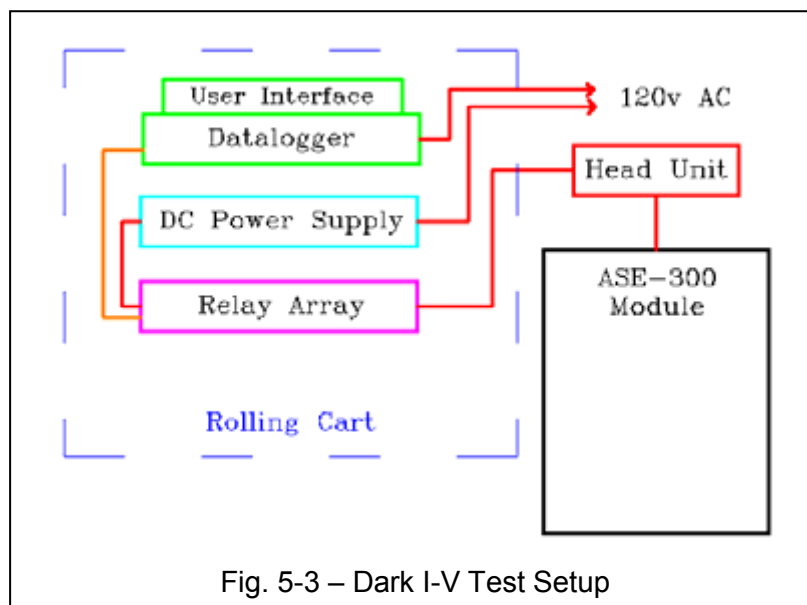 User Interface
Datalogger
120v AC
Head Unit
DC Power Supply
ASE-300
Module
Relay Array
Rolling Cart
Fig. 5-3 – Dark I-V Test Setup